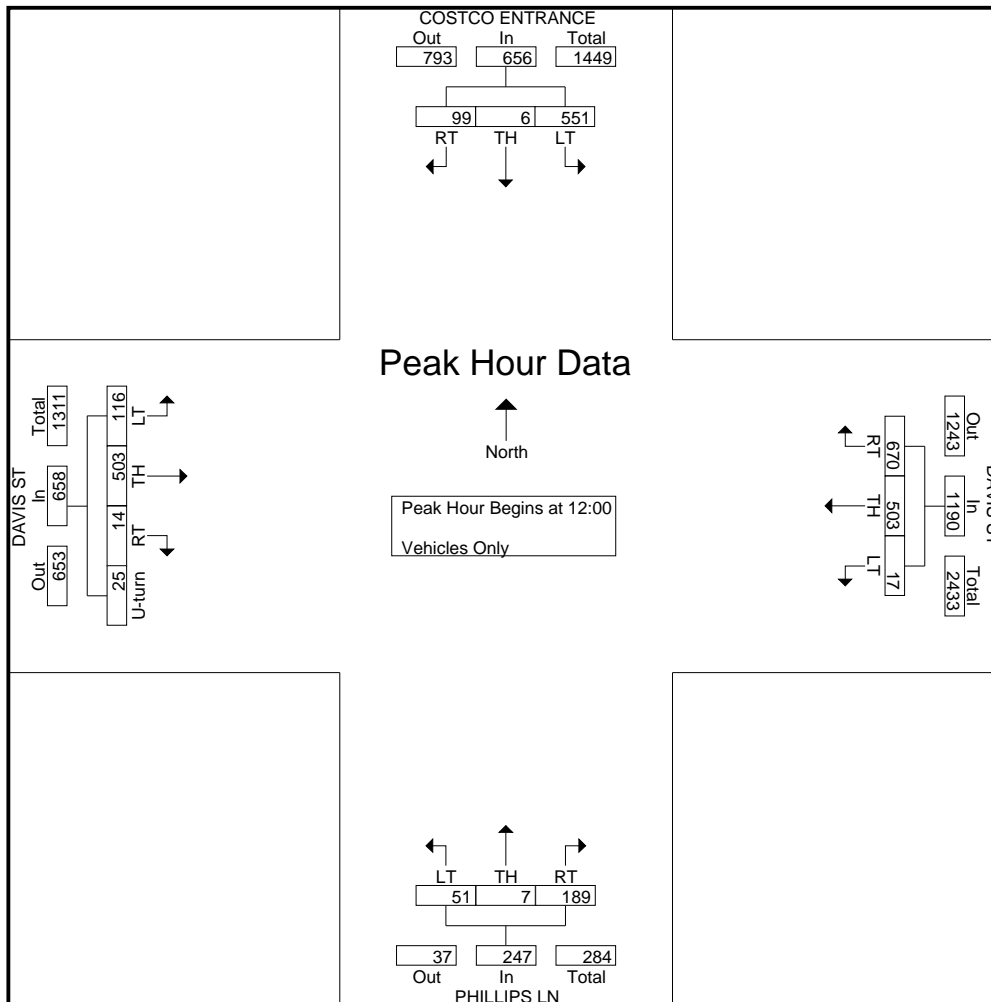 COSTCO ENTRANCE
Out In Total
793 656 1449
99 6 551
RT TH LT
Peak Hour Data
North
Peak Hour Begins at 12:00
Vehicles Only
DAVIS ST
Out In Total
653 658 1311
116 503 14 25
LT TH RT U-turn
DAVIS ST
Out In Total
1243 1190 2433
670 503 17
RT TH LT
LT TH RT
51 7 189
37 247 284
Out In Total
PHILLIPS LN